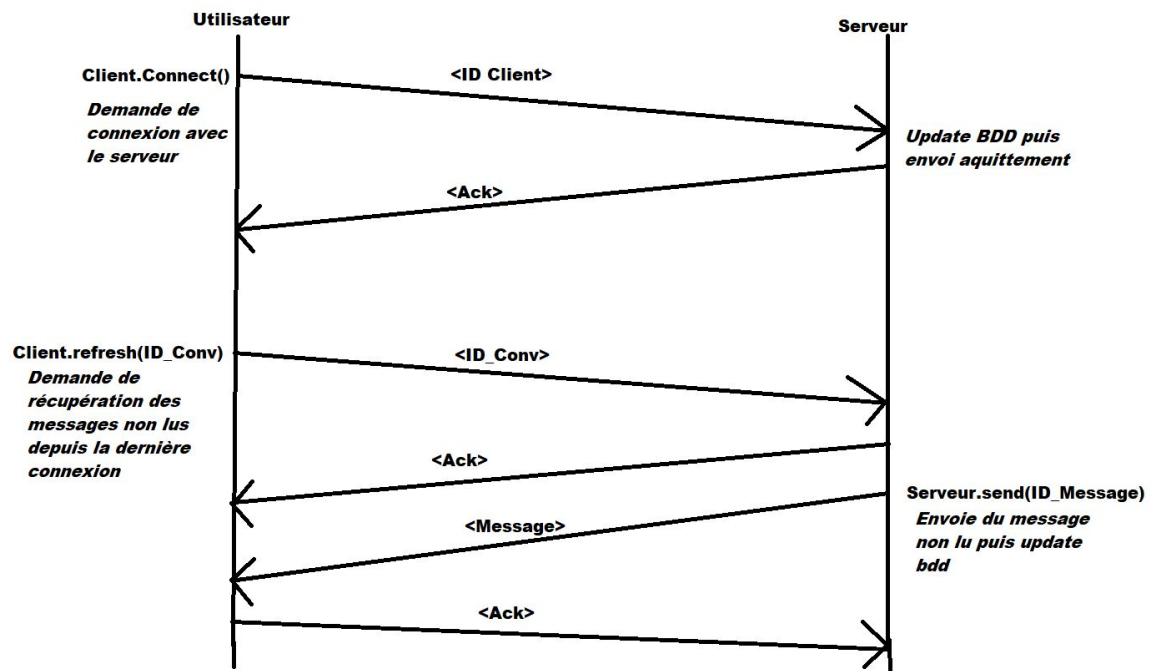 Utilisateur
Serveur
Client.Connect()
<ID Client>
Demande de
connexion avec
le serveur
Update BDD puis
envoi aquittement
<Ack>
Client.refresh(ID_Conv)
<ID_Conv>
Demande de
récupération des
messages non lus
depuis la dernière
connexion
<Ack>
Serveur.send(ID_Message)
<Message>
Envoie du message
non lu puis update
bdd
<Ack>